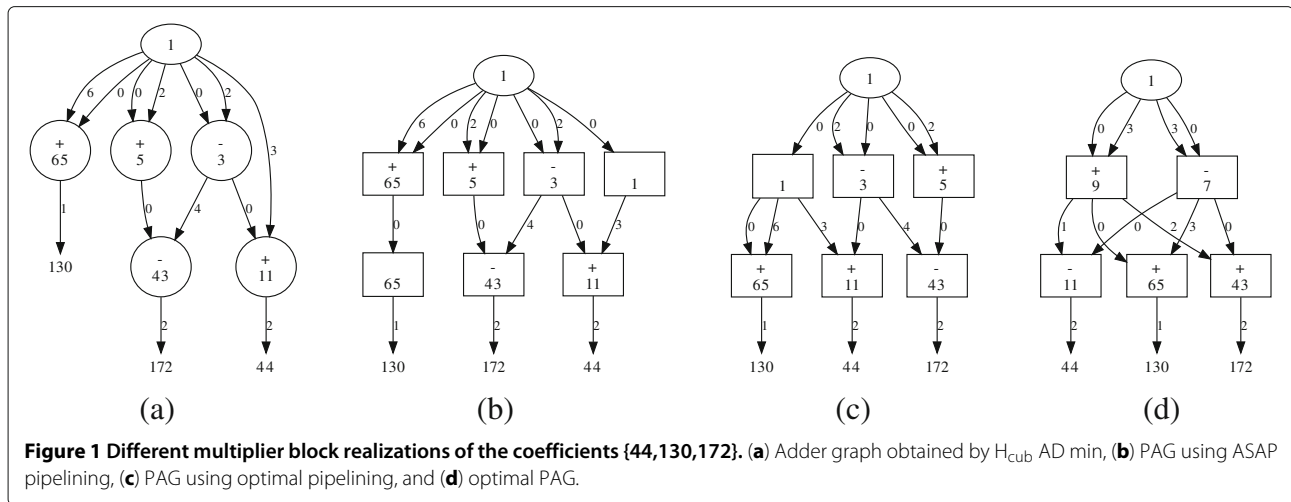 1
6 0 0 2 0 2 3
+ 65
+ 5
- 3
1 0 4 0
130
- 43
+ 11
2 2
172 44
(a)
1
6 0 2 0 0 2 0
+ 65
+ 5
- 3
1
0 0 4 0 3
65
- 43
+ 11
1 2 2
130 172 44
(b)
1
0 2 0 0 2
1
- 3
+ 5
0 6 3 0 4 0
+ 65
+ 11
- 43
1 2 2
130 44 172
(c)
1
0 3 3 0
+ 9
- 7
1 0 0 2 3 0
- 11
+ 65
+ 43
2 1 2
44 130 172
(d)
Figure 1 Different multiplier block realizations of the coefficients {44,130,172}. (a) Adder graph obtained by Hcub AD min, (b) PAG using ASAP
pipelining, (c) PAG using optimal pipelining, and (d) optimal PAG.